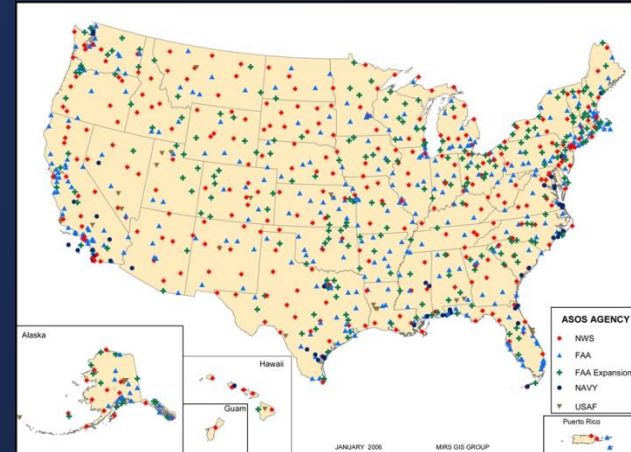 Alaska
Hawaii
Guam
JANUARY 2006
MIRS GIS GROUP
ASOS AGENCY
NWS
FAA
FAA Expansion
NAVY
USAF
Puerto Rico